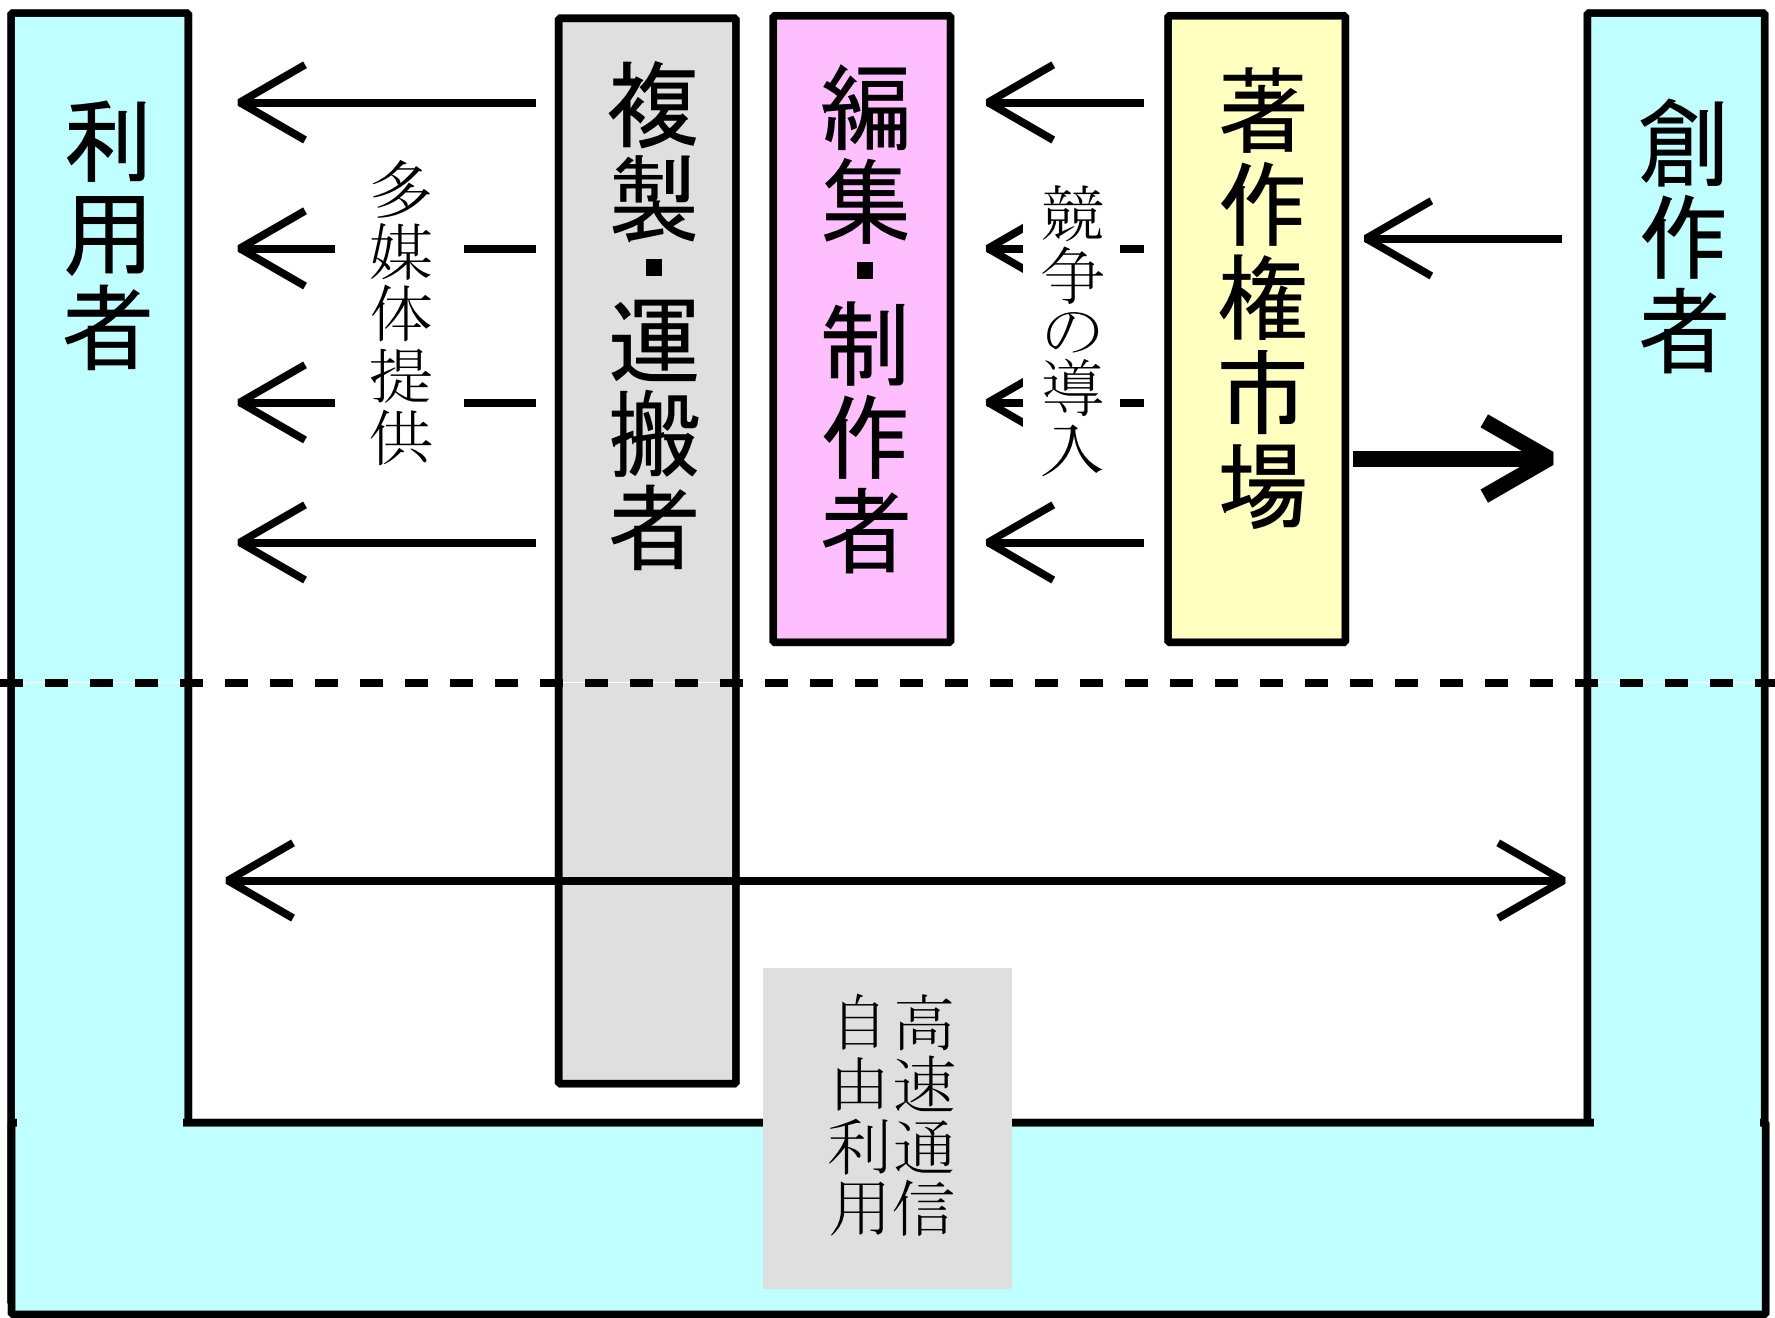 創作者
著作権市場
競争の導入
編集・制作者
複製・運搬者
多媒体提供
利用者
高速通信
自由利用